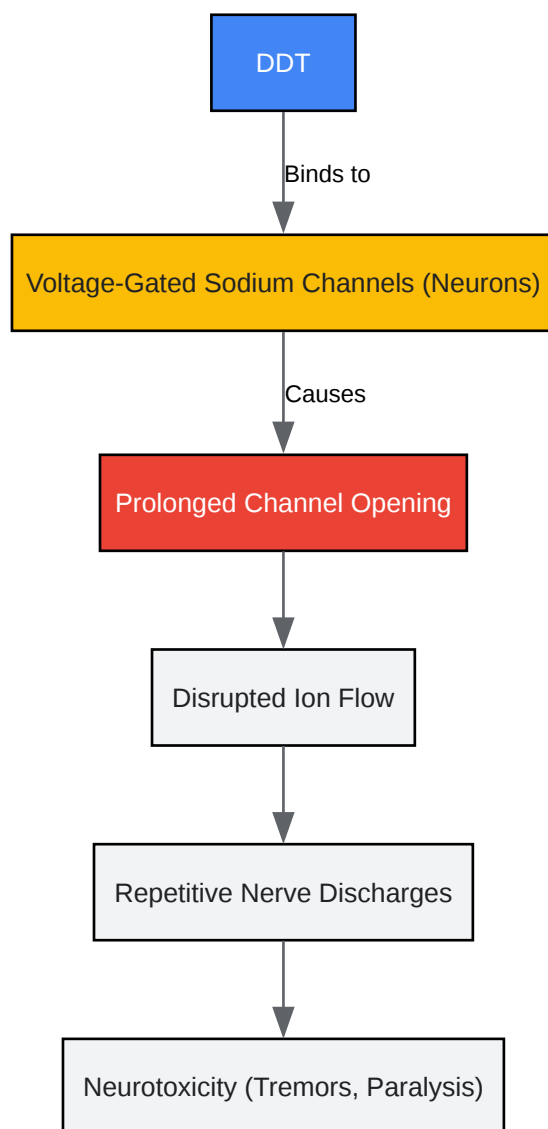 DDT
Binds to
Voltage-Gated Sodium Channels (Neurons)
Causes
Prolonged Channel Opening
Disrupted Ion Flow
Repetitive Nerve Discharges
Neurotoxicity (Tremors, Paralysis)